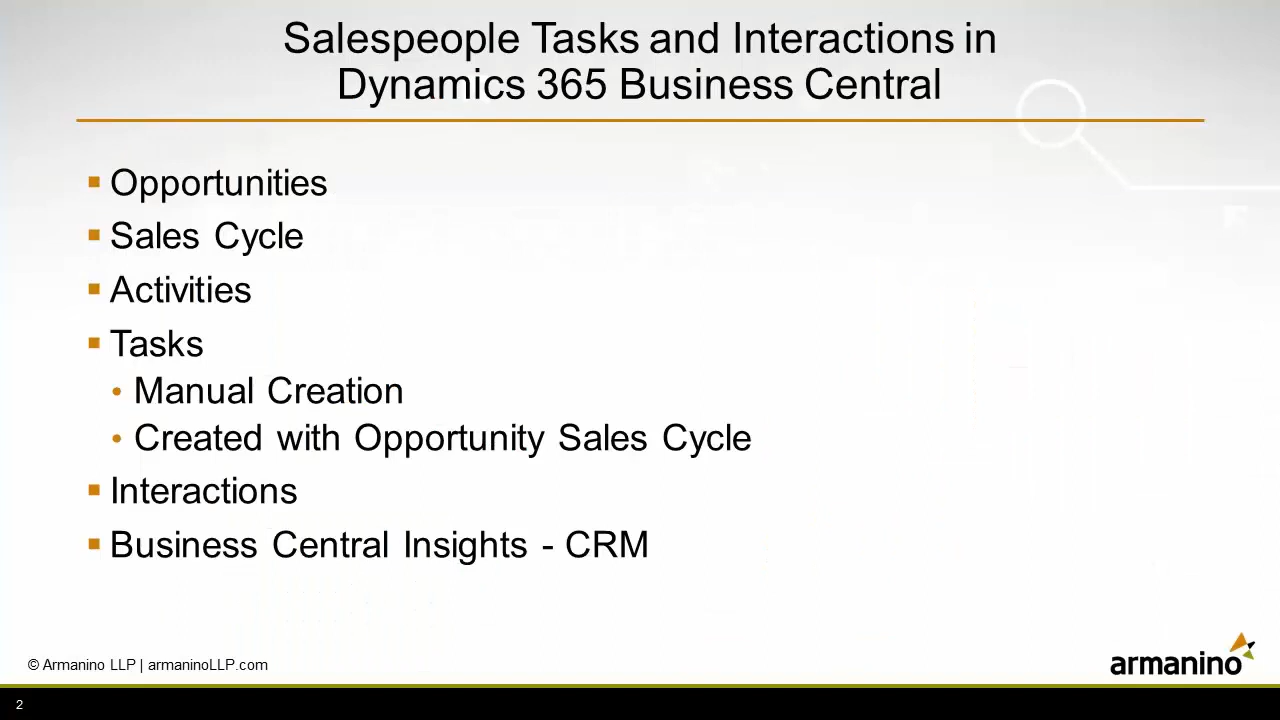 Salespeople Tasks and Interactions in
Dynamics 365 Business Central
Opportunities
Sales Cycle
Activities
Tasks
Manual Creation
Created with Opportunity Sales Cycle
Interactions
Business Central Insights - CRM
© Armanino LLP | armaninoLLP.com
armanino
2